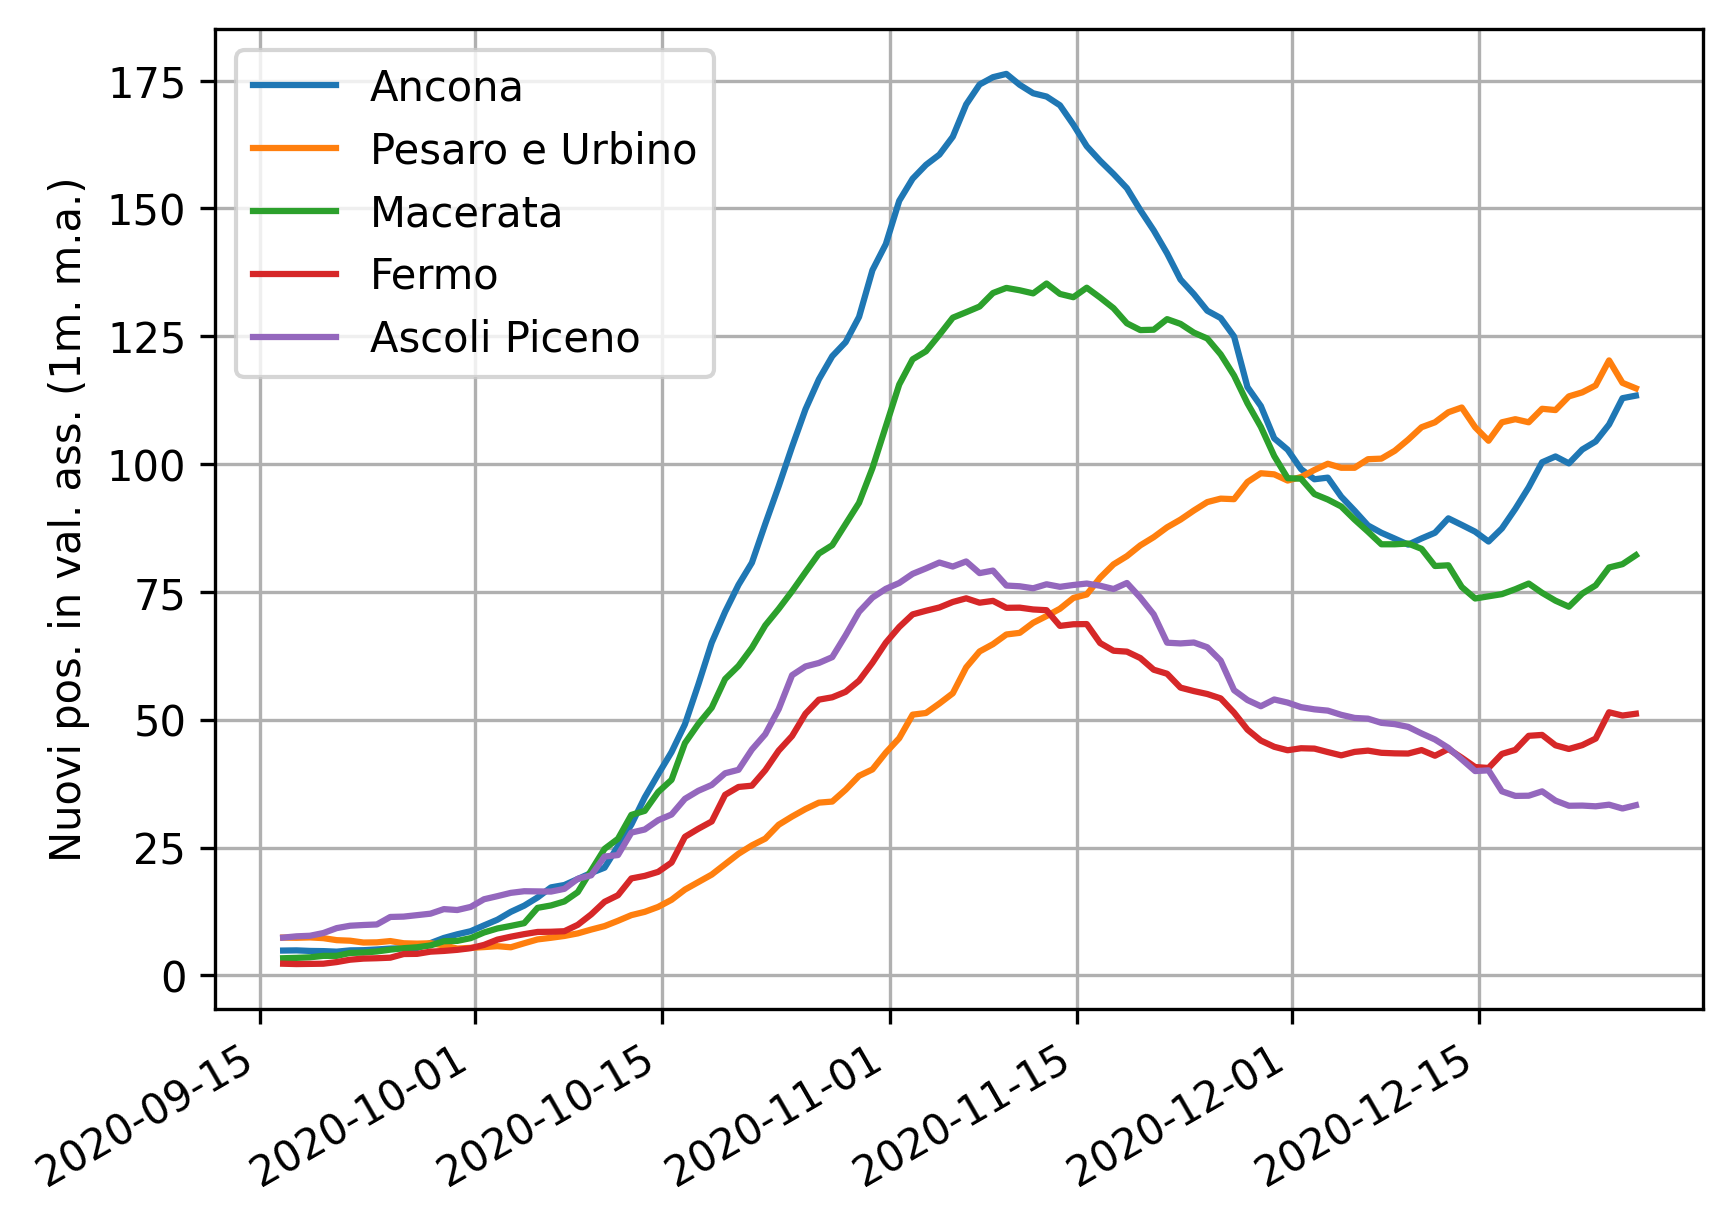 Ancona
Pesaro e Urbino
Macerata
Fermo
Ascoli Piceno
Nuovi pos. in val. ass. (1m. m.a.)
175
150
125
100
75
50
25
0
2020-09-15
2020-10-01
2020-10-15
2020-11-01
2020-11-15
2020-12-01
2020-12-15